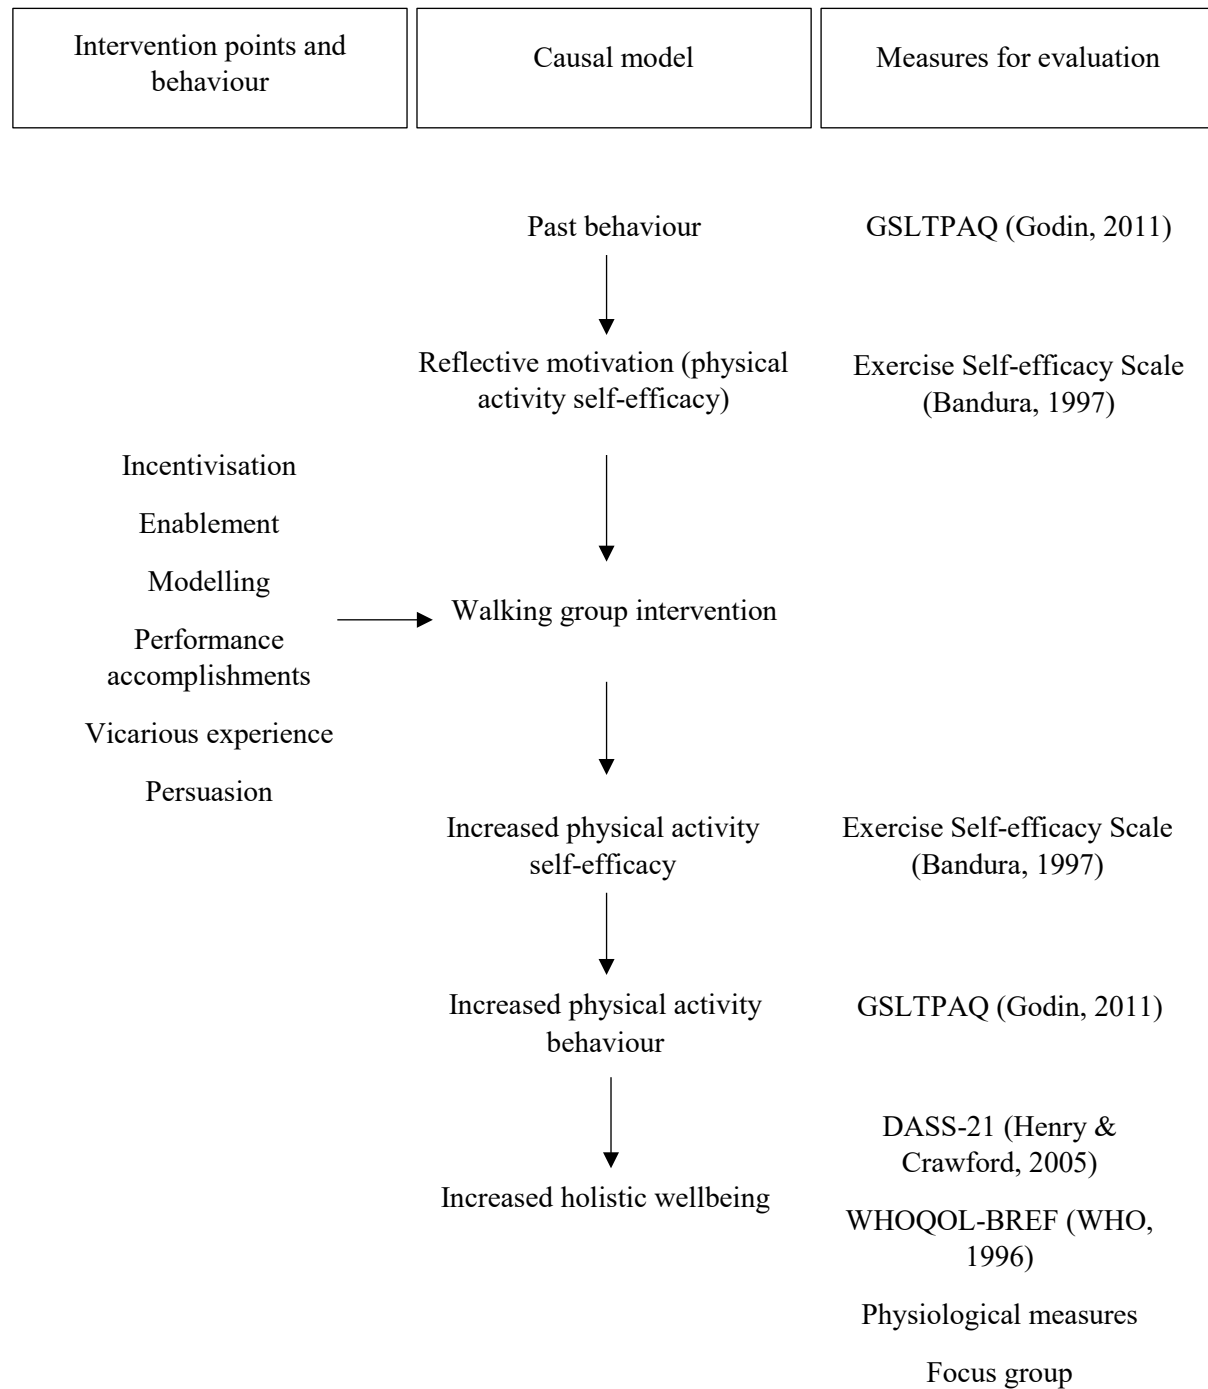 Intervention points and
behaviour
Causal model
Measures for evaluation
Past behaviour
GSLTPAQ (Godin, 2011)
Reflective motivation (physical
activity self-efficacy)
Exercise Self-efficacy Scale
(Bandura, 1997)
Incentivisation
Enablement
Modelling
Performance
accomplishments
Vicarious experience
Persuasion
Walking group intervention
Increased physical activity
self-efficacy
Exercise Self-efficacy Scale
(Bandura, 1997)
Increased physical activity
behaviour
GSLTPAQ (Godin, 2011)
Increased holistic wellbeing
DASS-21 (Henry &
Crawford, 2005)
WHOQOL-BREF (WHO,
1996)
Physiological measures
Focus group